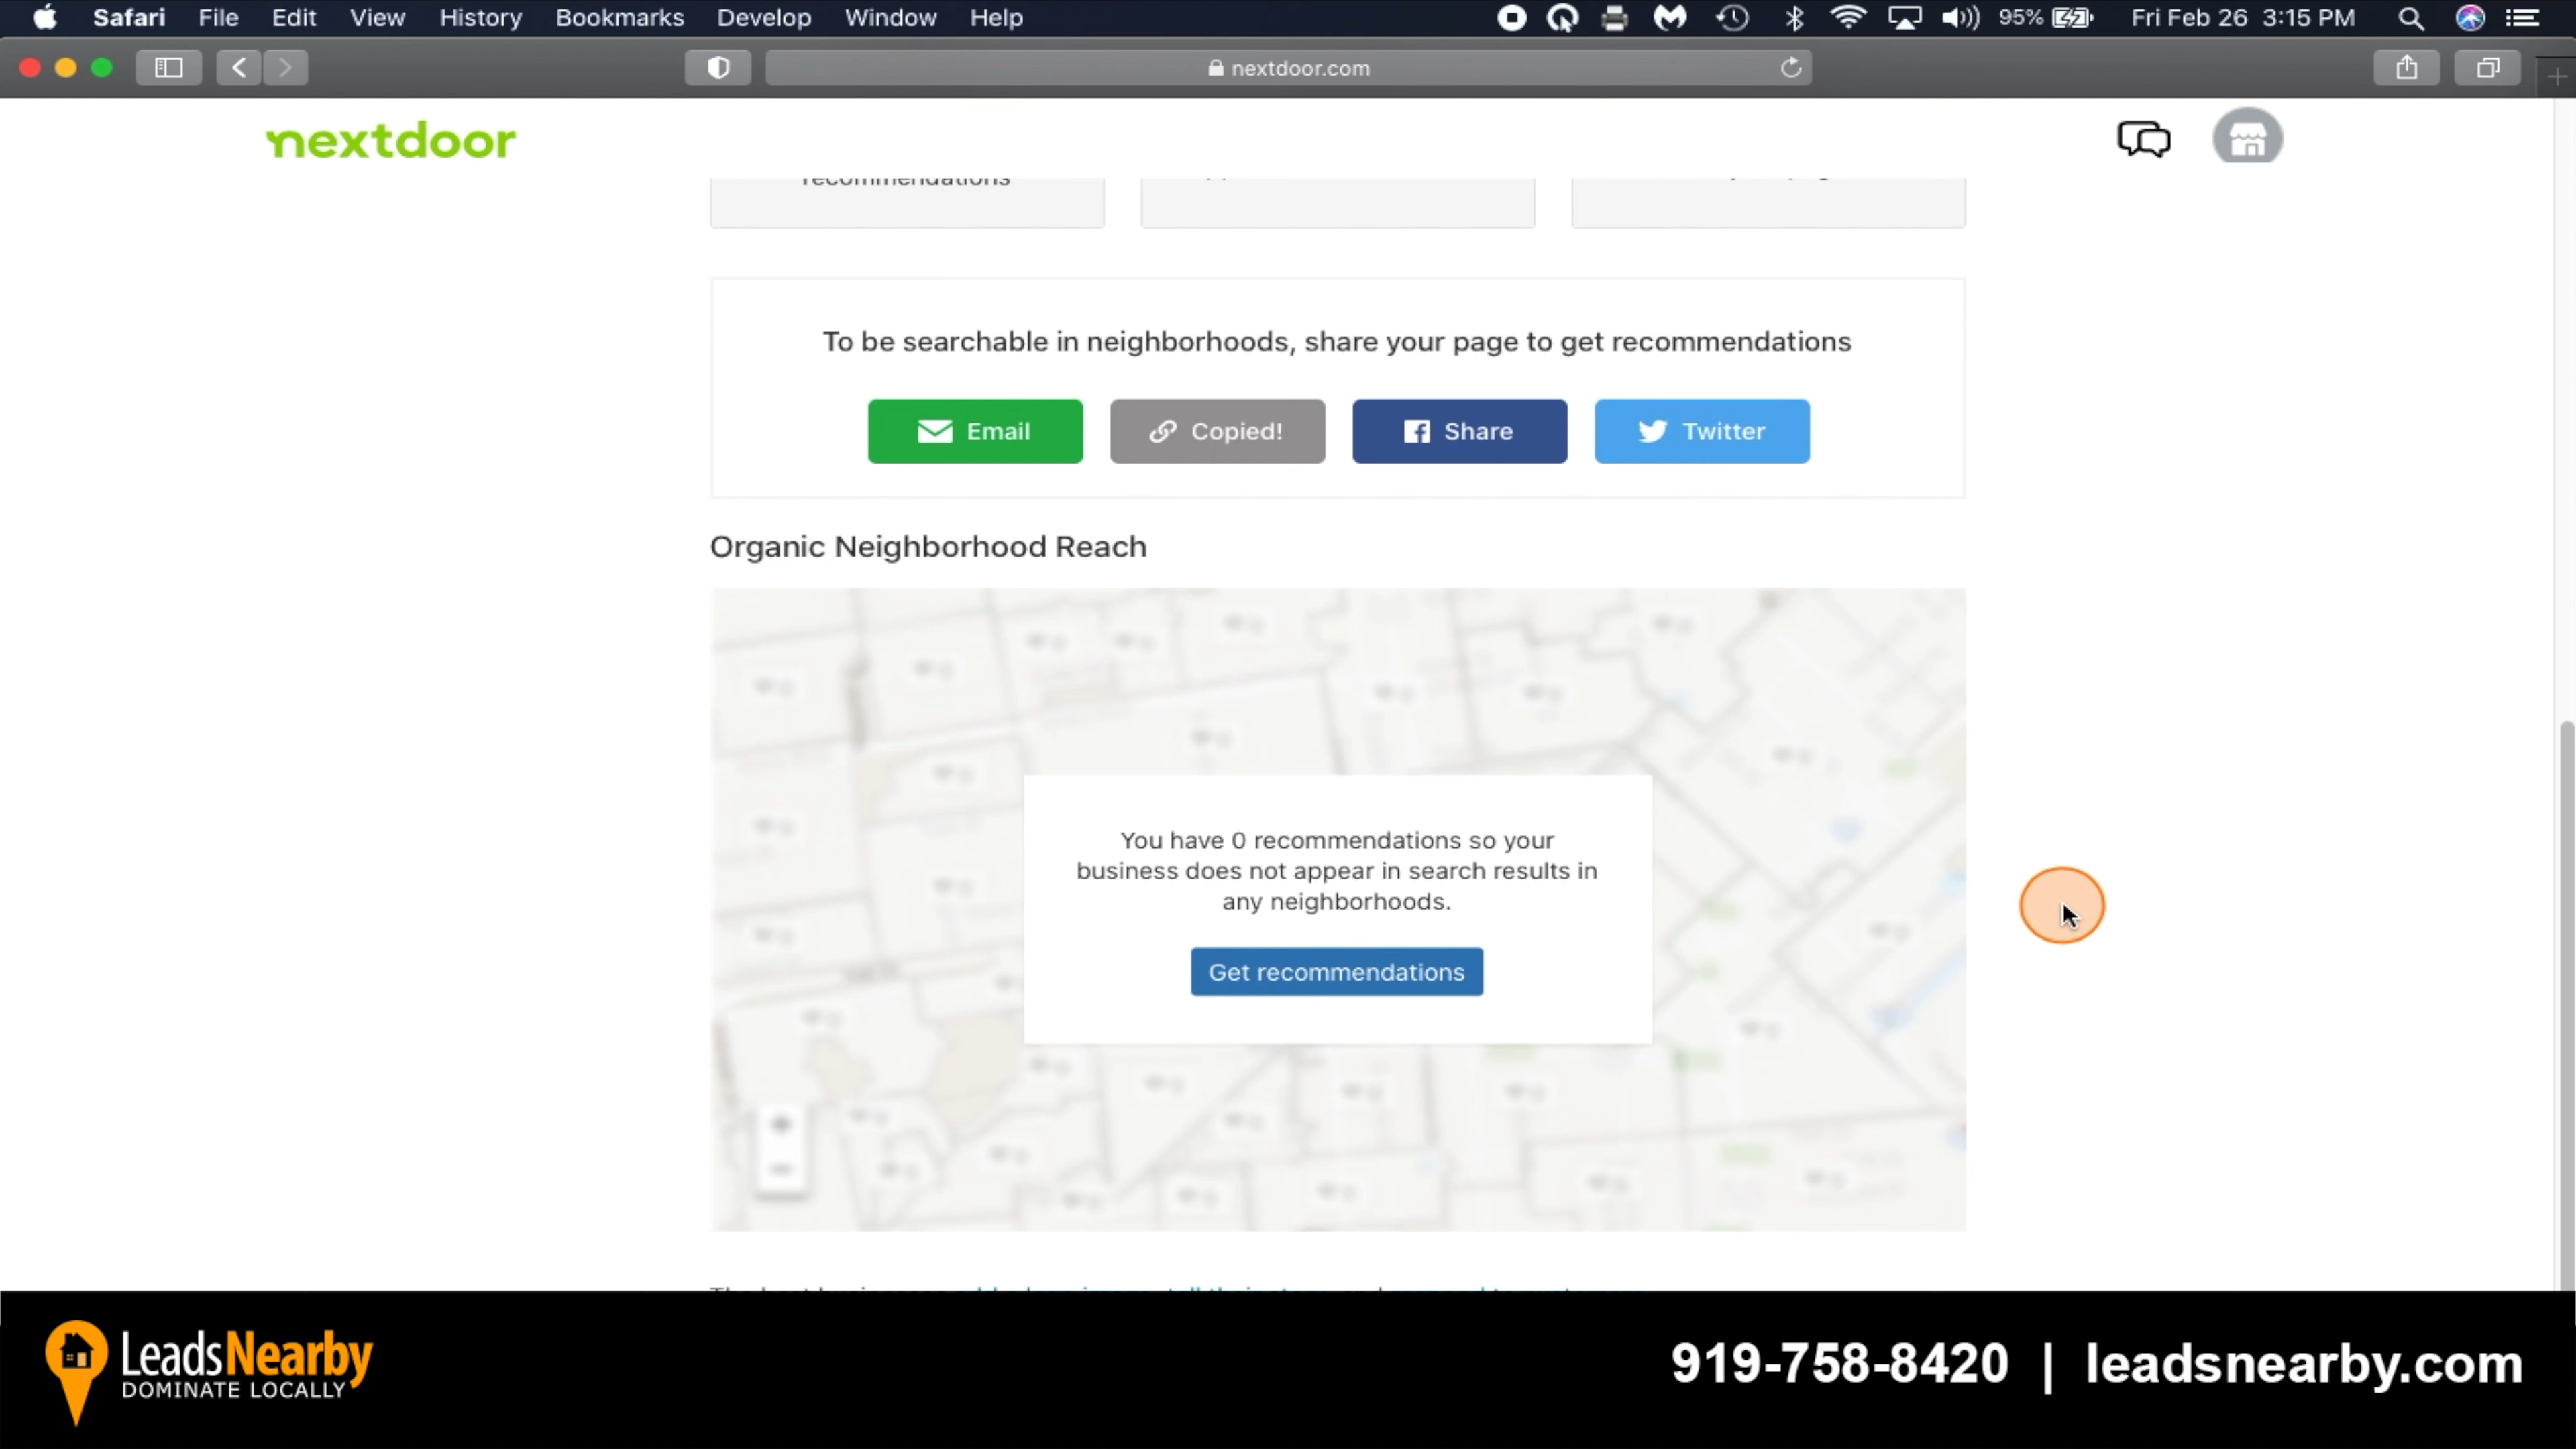 Safari File Edit View History Bookmarks Develop Window Help 95% Fri Feb 26 3:15 PM
nextdoor.com
nextdoor
recommendations
To be searchable in neighborhoods, share your page to get recommendations
Email Copied! Share Twitter
Organic Neighborhood Reach
You have 0 recommendations so your
business does not appear in search results in
any neighborhoods.
Get recommendations
LeadsNearby
DOMINATE LOCALLY
919-758-8420 | leadsnearby.com